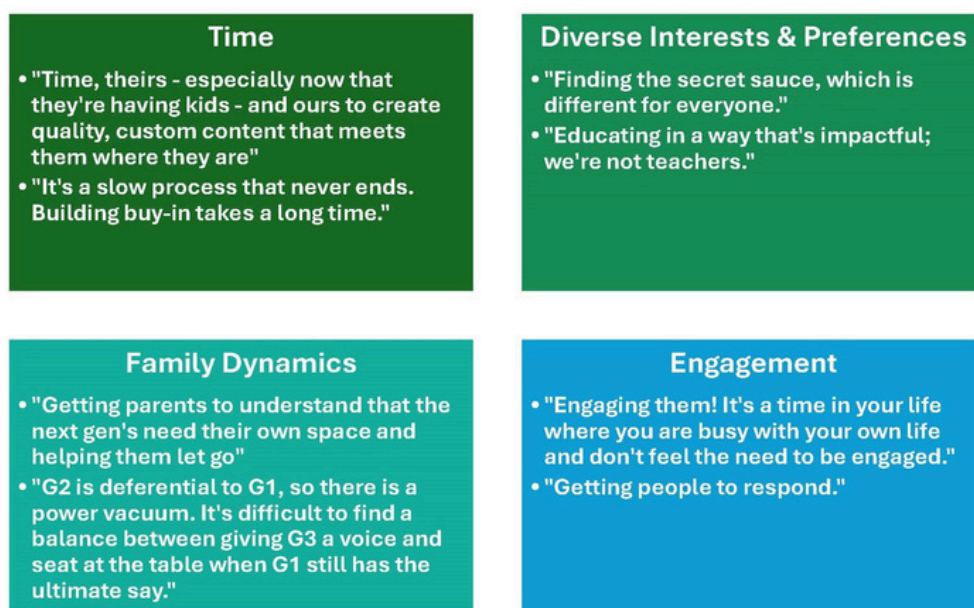 Time
• "Time, theirs - especially now that
they're having kids - and ours to create
quality, custom content that meets
them where they are"
• "It's a slow process that never ends.
Building buy-in takes a long time."
Diverse Interests & Preferences
• "Finding the secret sauce, which is
different for everyone."
• "Educating in a way that's impactful;
we're not teachers."
Family Dynamics
• "Getting parents to understand that the
next gen's need their own space and
helping them let go"
• "G2 is deferential to G1, so there is a
power vacuum. It's difficult to find a
balance between giving G3 a voice and
seat at the table when G1 still has the
ultimate say."
Engagement
• "Engaging them! It's a time in your life
where you are busy with your own life
and don't feel the need to be engaged."
• "Getting people to respond."